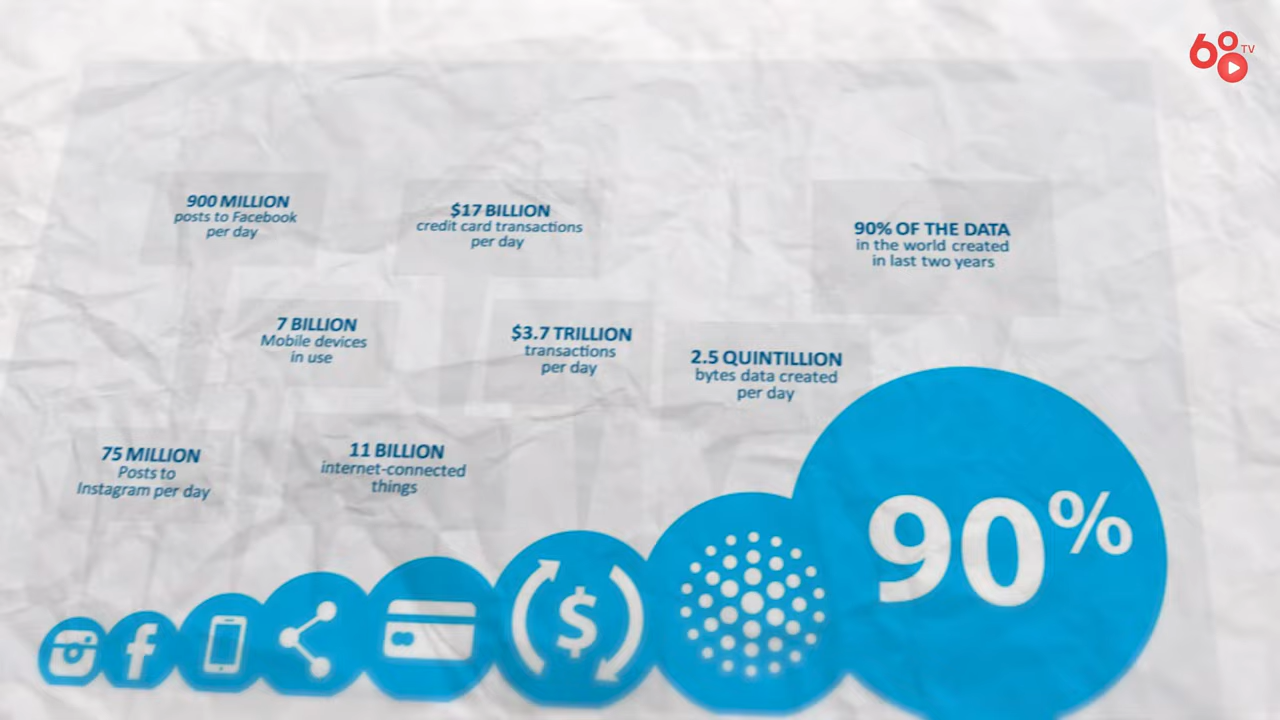 68 TV
900 MILLION
posts to Facebook
per day
$17 BILLION
credit card transactions
per day
90% OF THE DATA
in the world created
in last two years
7 BILLION
Mobile devices
in use
$3.7 TRILLION
transactions
per day
2.5 QUINTILLION
bytes data created
per day
75 MILLION
Posts to
Instagram per day
11 BILLION
internet-connected
things
f
$
90%